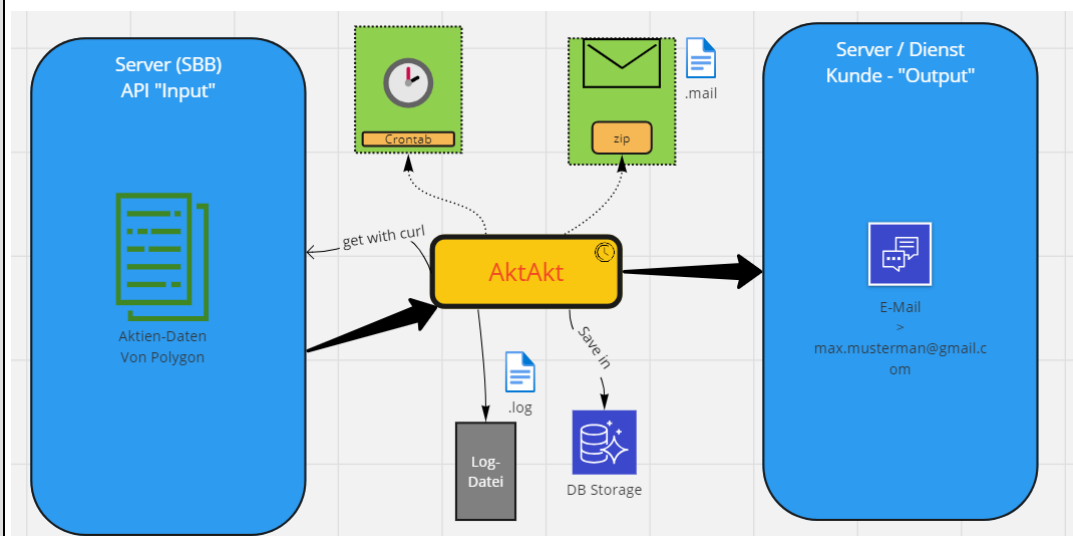 Server (SBB)
API "Input"
Aktien-Daten
Von Polygon
Crontab
zip
.mail
get with curl
AktAkt
Save in
.log
Log-
Datei
DB Storage
Server / Dienst
Kunde - "Output"
E-Mail
>
max.musterman@gmail.c
om